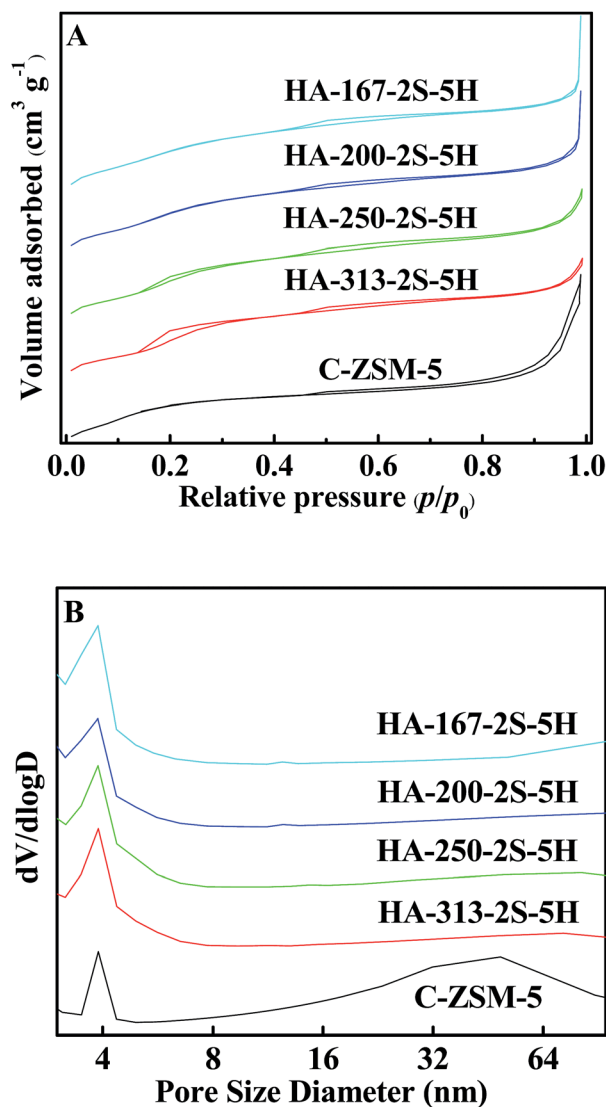 A
Volume adsorbed (cm³ g⁻¹)
HA-167-2S-5H
HA-200-2S-5H
HA-250-2S-5H
HA-313-2S-5H
C-ZSM-5
0.0 0.2 0.4 0.6 0.8 1.0
Relative pressure (p/p₀)
B
dV/dlogD
HA-167-2S-5H
HA-200-2S-5H
HA-250-2S-5H
HA-313-2S-5H
C-ZSM-5
4 8 16 32 64
Pore Size Diameter (nm)